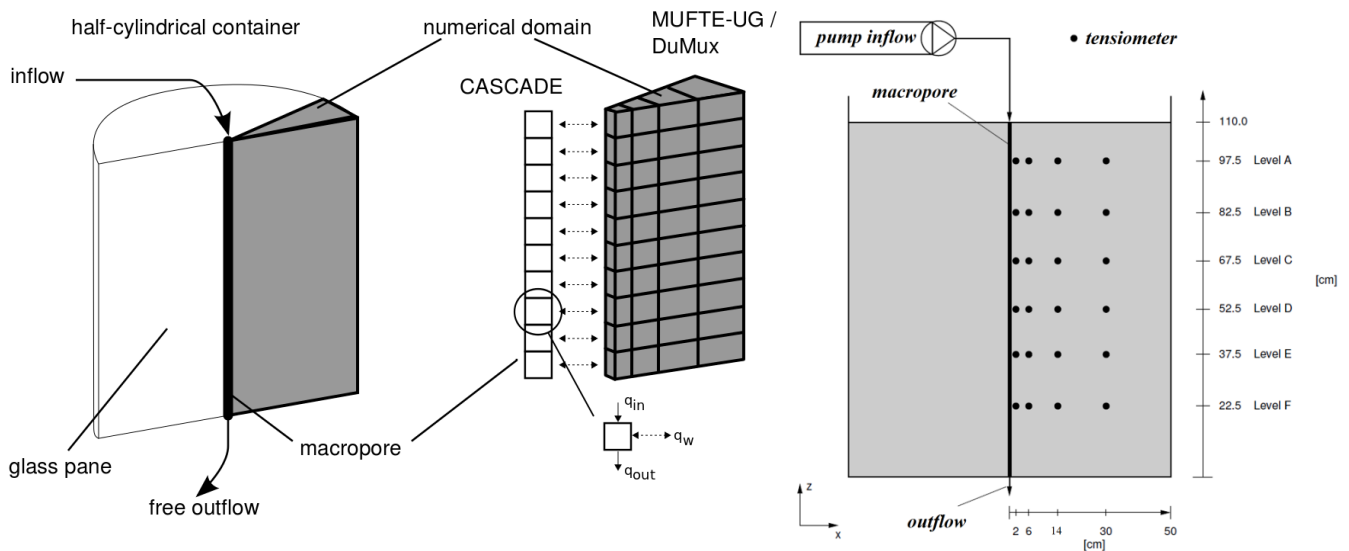 half-cylindrical container
inflow
glass pane
free outflow
macropore
numerical domain
CASCADE
MUFTE-UG /
DuMux
q_in
q_w
q_out
pump inflow
tensiometer
macropore
110.0
97.5 Level A
82.5 Level B
67.5 Level C
[cm]
52.5 Level D
37.5 Level E
22.5 Level F
z
x
outflow
2 6 14 30 50
[cm]